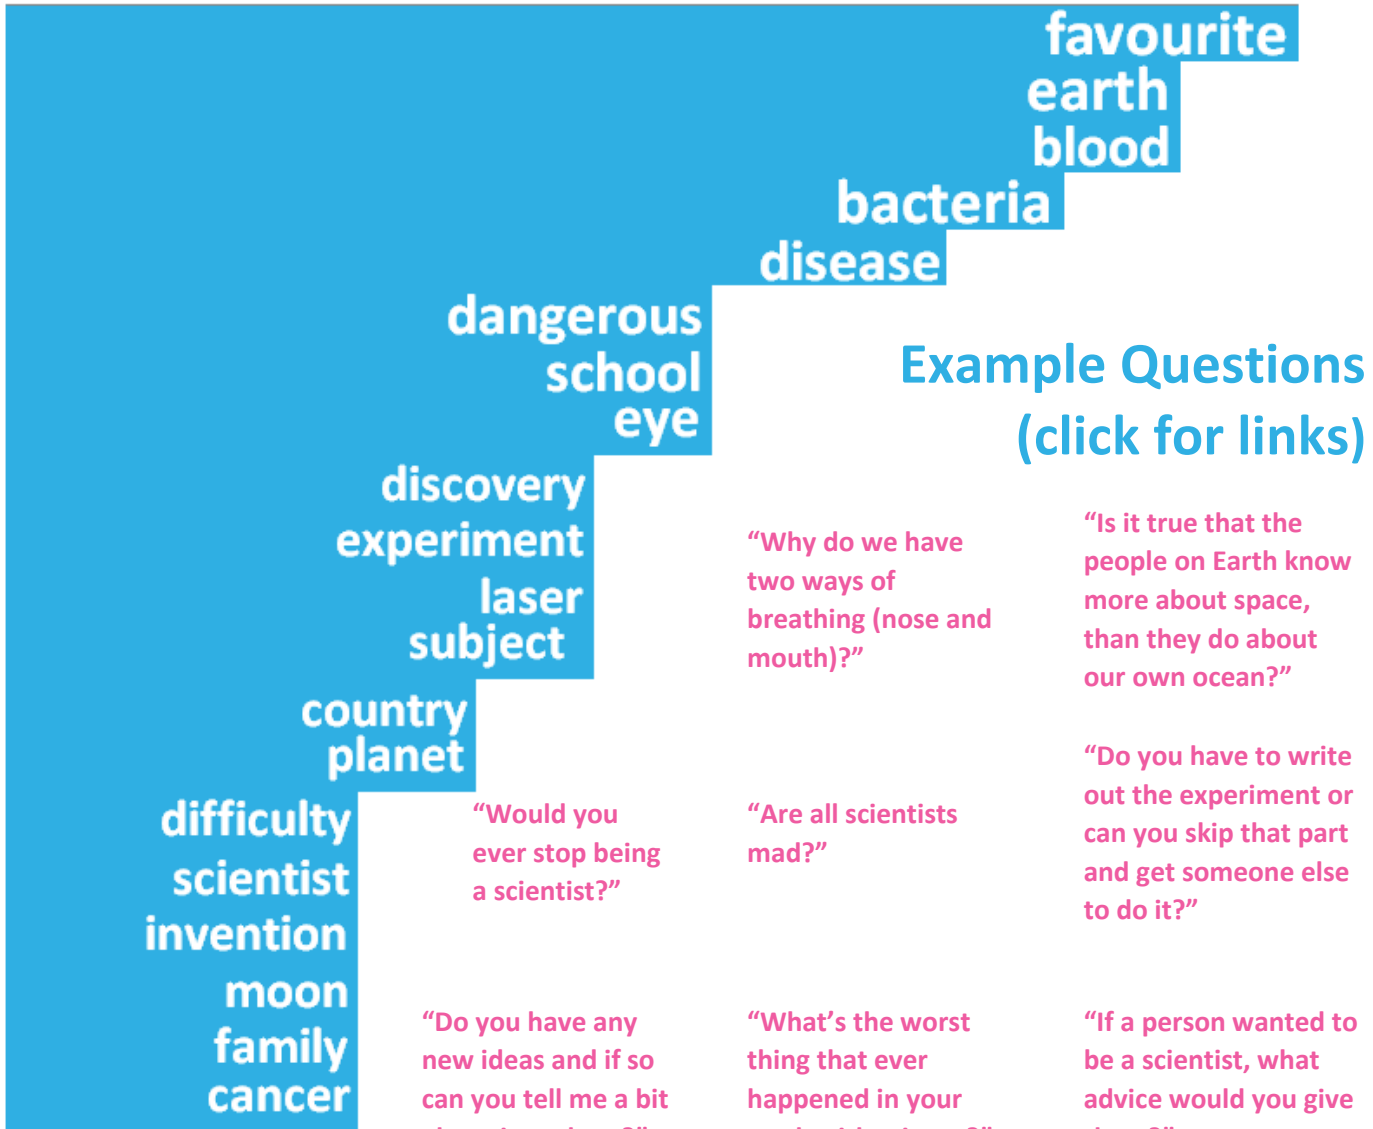 favourite
earth
blood
bacteria
disease
dangerous
school
eye
discovery
experiment
laser
subject
country
planet
difficulty
scientist
invention
moon
family
cancer
Example Questions
(click for links)
“Why do we have
two ways of
breathing (nose and
mouth)?”
“Is it true that the
people on Earth know
more about space,
than they do about
our own ocean?”
“Would you
ever stop being
a scientist?”
“Are all scientists
mad?”
“Do you have to write
out the experiment or
can you skip that part
and get someone else
to do it?”
“Do you have any
new ideas and if so
can you tell me a bit
“What’s the worst
thing that ever
happened in your
“If a person wanted to
be a scientist, what
advice would you give